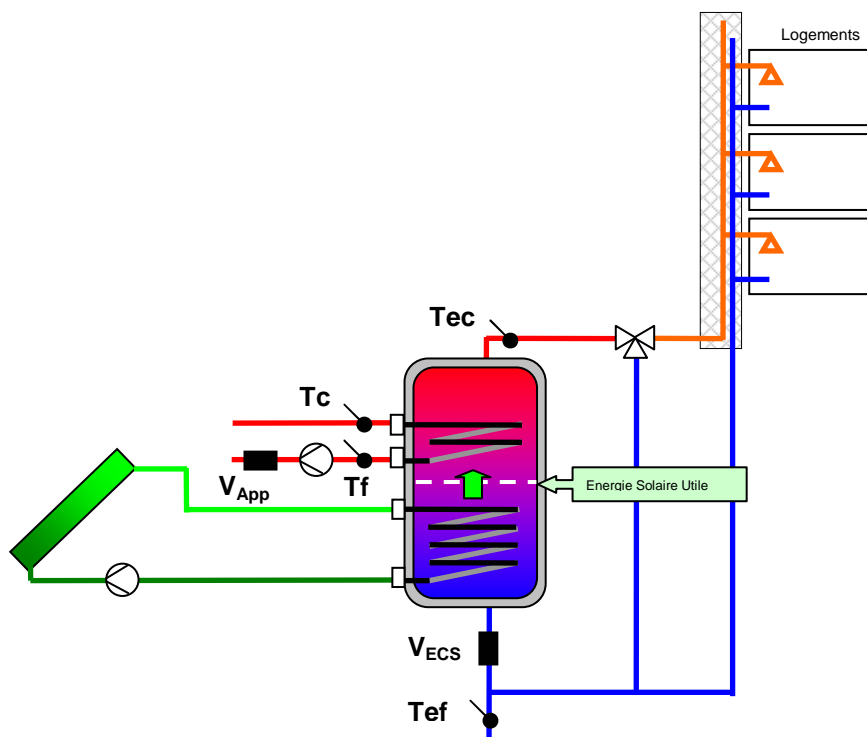 Logements
Tec
Tc
VApp
Tf
Energie Solaire Utile
VECS
Tef